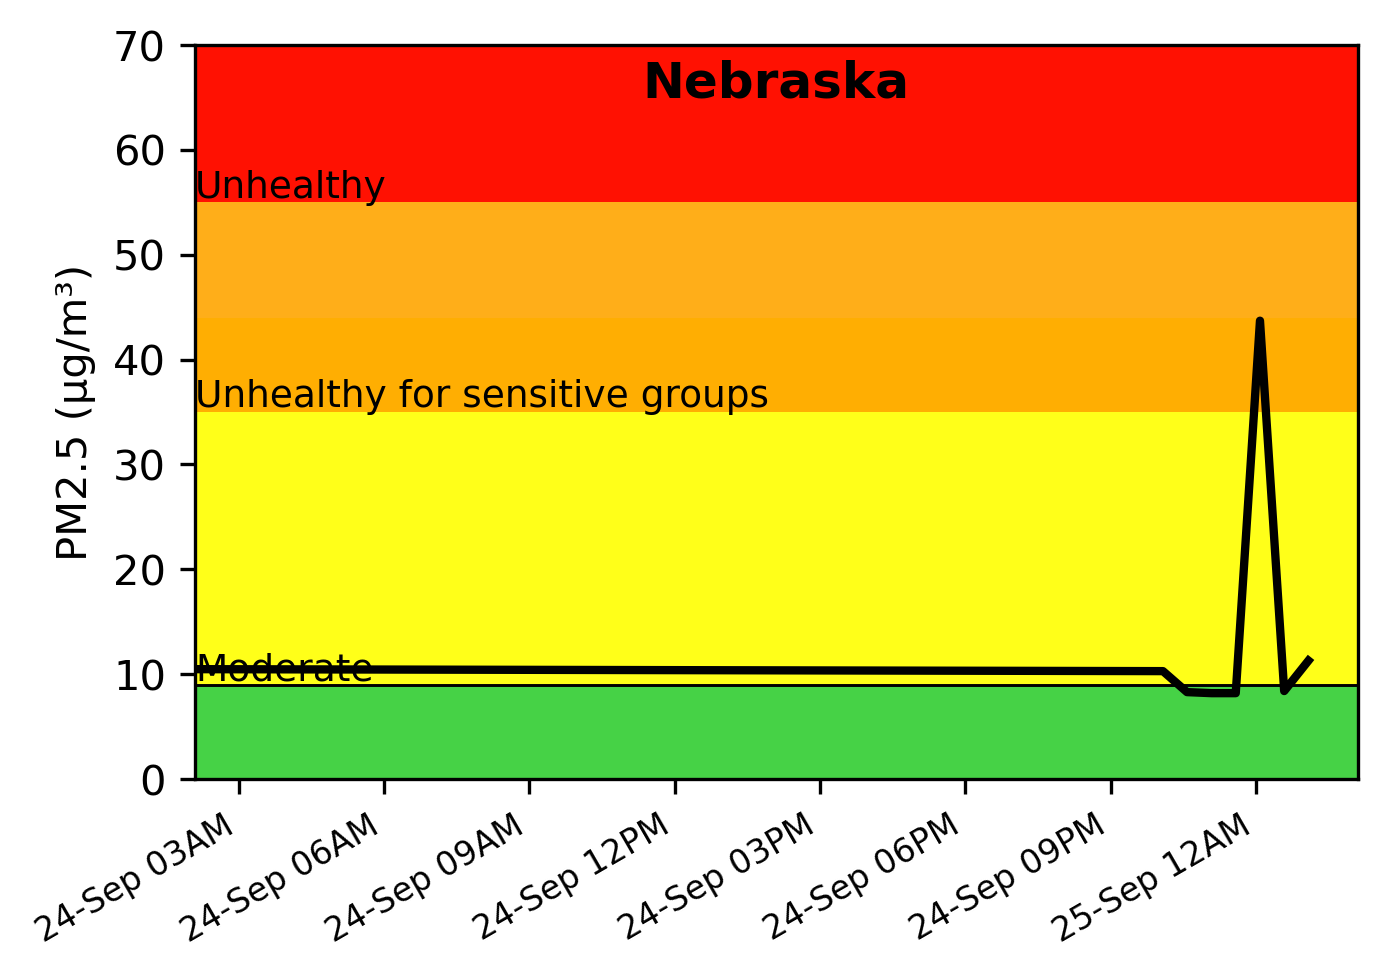 Nebraska
70
60
Unhealthy
50
PM2.5 (µg/m³)
40
Unhealthy for sensitive groups
30
20
Moderate
10
0
24-Sep 03AM
24-Sep 06AM
24-Sep 09AM
24-Sep 12PM
24-Sep 03PM
24-Sep 06PM
24-Sep 09PM
25-Sep 12AM